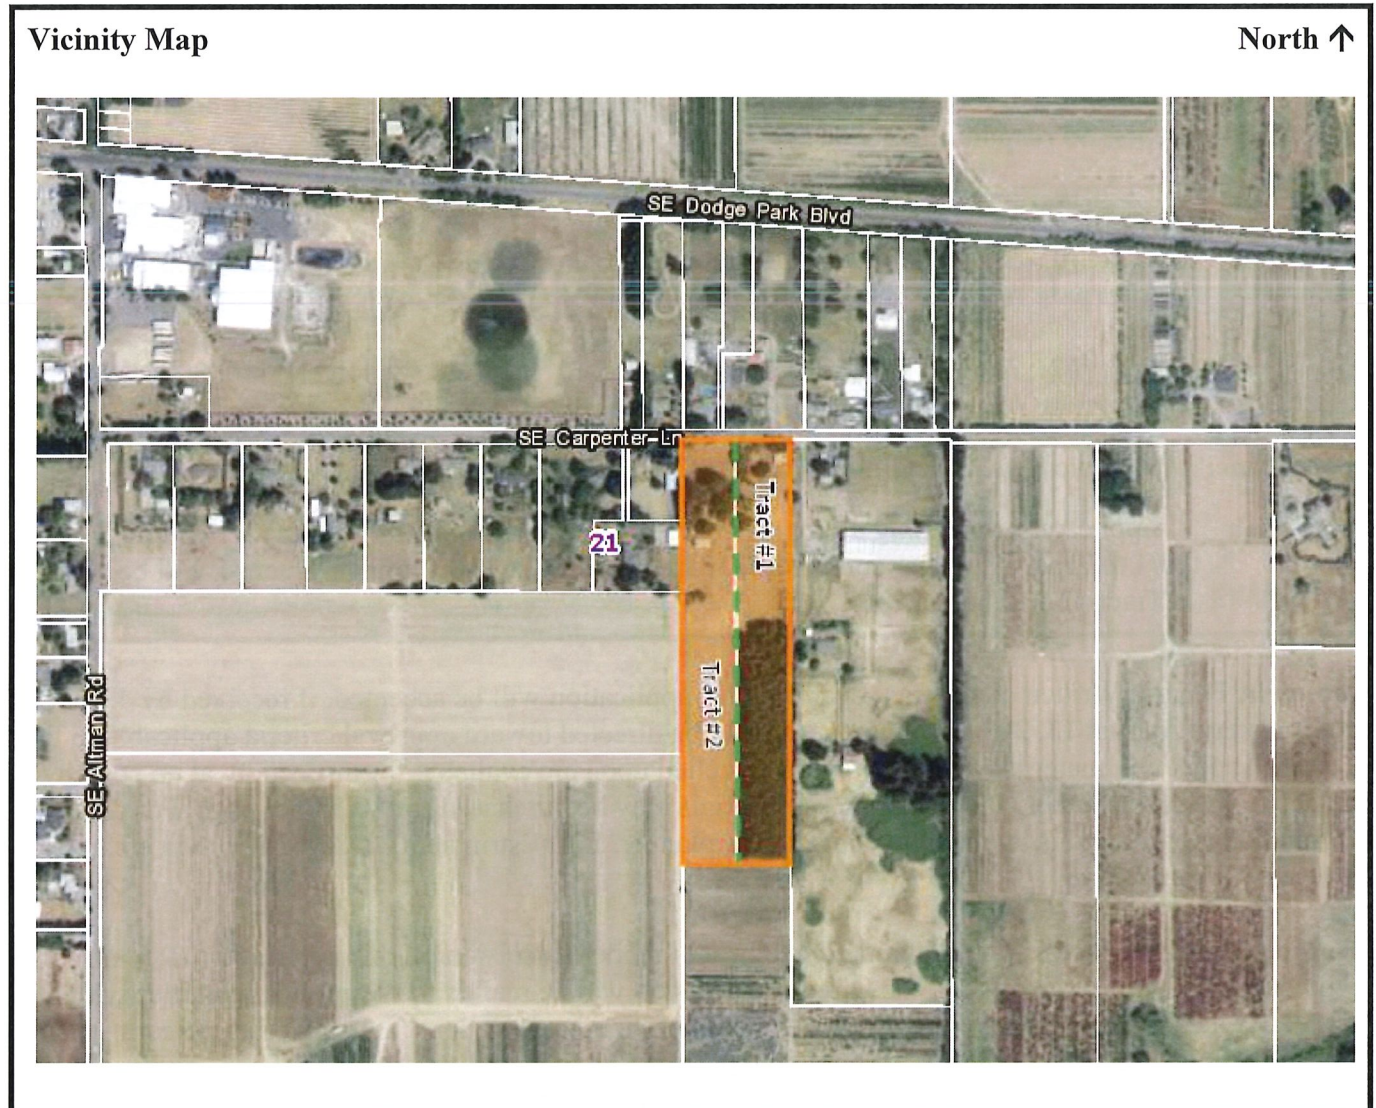 Vicinity Map
North ↑
SE Dodge Park Blvd
SE Carpenter Ln
Tract #1
21
Tract #2
SE Altman Rd